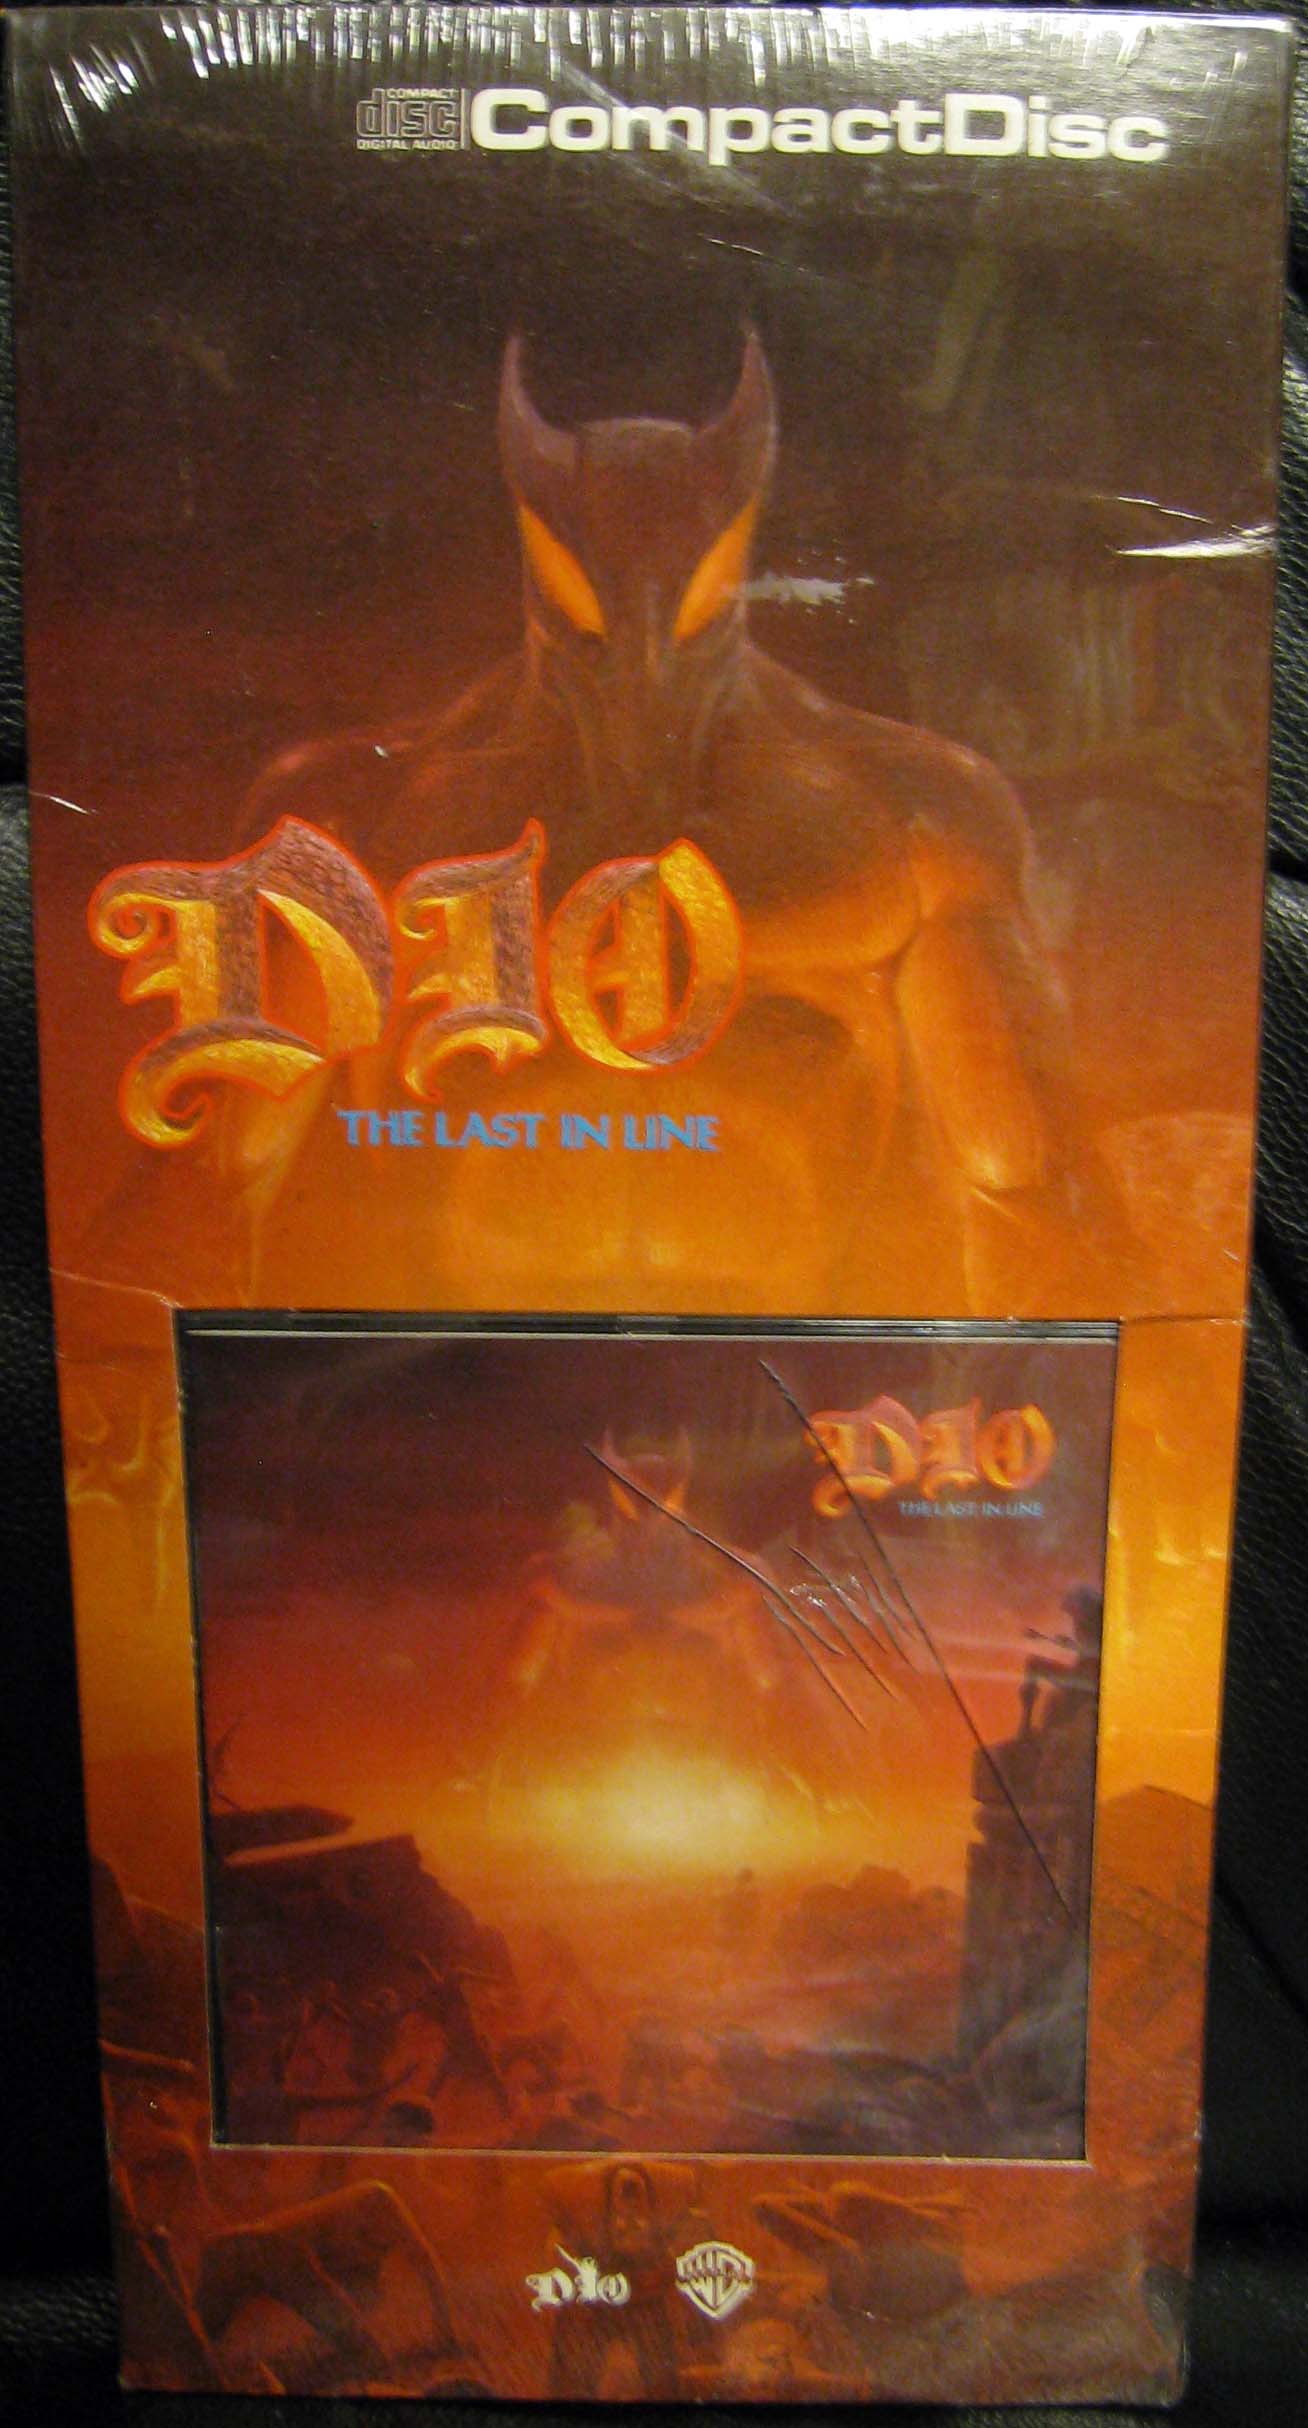 COMPACT
disc
DIGITAL AUDIO
CompactDisc
DIO
THE LAST IN LINE
DIO
THE LAST IN LINE
DIO